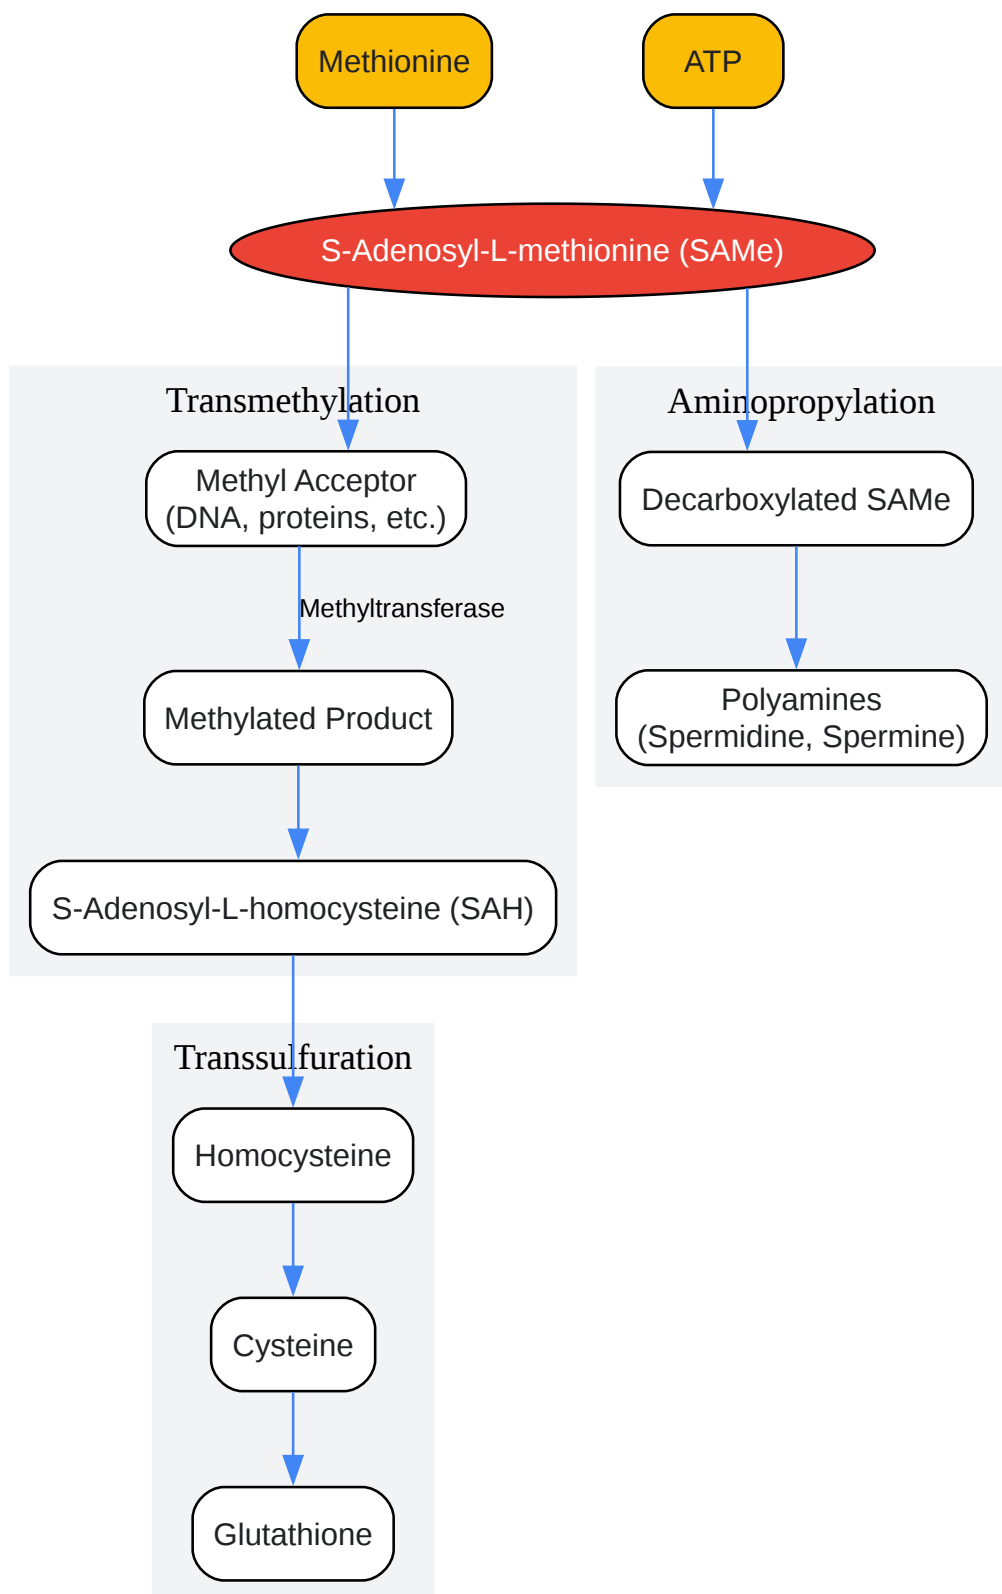 Methionine
ATP
S-Adenosyl-L-methionine (SAMe)
Transmethylation
Methyl Acceptor
(DNA, proteins, etc.)
Methyltransferase
Methylated Product
S-Adenosyl-L-homocysteine (SAH)
Aminopropylation
Decarboxylated SAMe
Polyamines
(Spermidine, Spermine)
Transsulfuration
Homocysteine
Cysteine
Glutathione